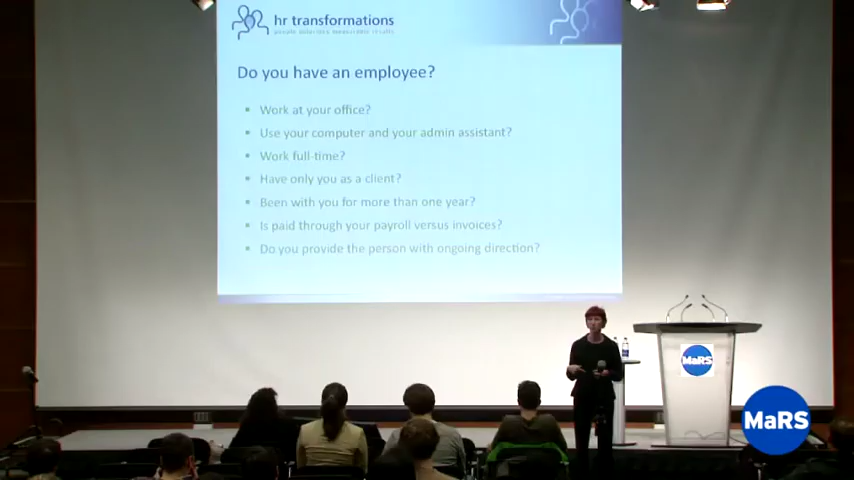 hr transformations
Do you have an employee?
Work at your office?
Use your computer and your admin assistant?
Work full-time?
Have only you as a client?
Been with you for more than one year?
Is paid through your payroll versus invoices?
Do you provide the person with ongoing direction?
MaRS
MaRS